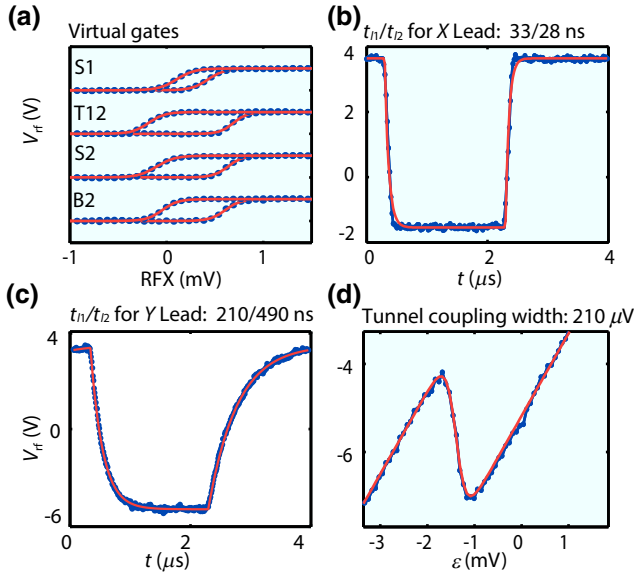 (a) Virtual gates
S1
T12
S2
B2
V_rf (V)
-1 0 1
RFX (mV)
(b) t_l1/t_l2 for X Lead: 33/28 ns
4
2
0
-2
0 2 4
t (μs)
(c) t_l1/t_l2 for Y Lead: 210/490 ns
4
0
-6
V_rf (V)
0 2 4
t (μs)
(d) Tunnel coupling width: 210 μV
-4
-6
-3 -2 -1 0 1
ε (mV)